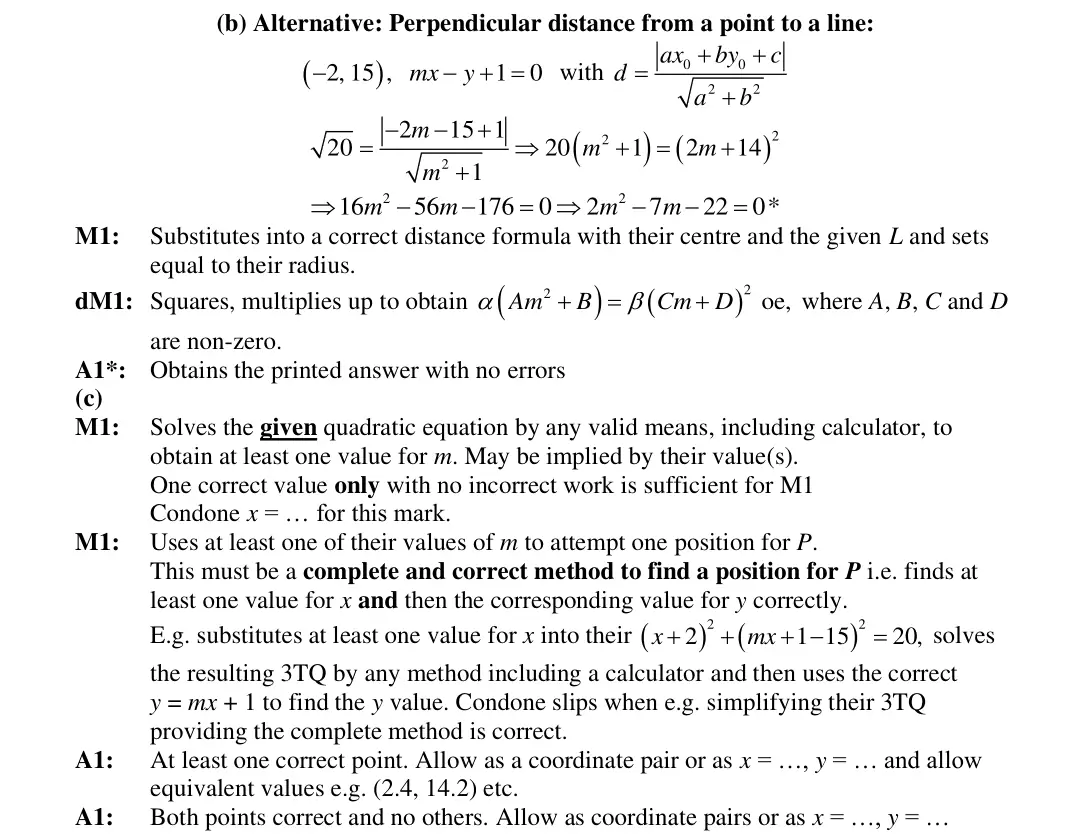 (b) Alternative: Perpendicular distance from a point to a line:
(−2, 15), mx − y + 1 = 0 with d = |ax₀ + by₀ + c| / √(a² + b²)
√20 = |−2m − 15 + 1| / √(m² + 1) ⇒ 20(m² + 1) = (2m + 14)²
⇒ 16m² − 56m − 176 = 0 ⇒ 2m² − 7m − 22 = 0 *
M1: Substitutes into a correct distance formula with their centre and the given L and sets
equal to their radius.
dM1: Squares, multiplies up to obtain α(Am² + B) = β(Cm + D)² oe, where A, B, C and D
are non-zero.
A1*: Obtains the printed answer with no errors
(c)
M1: Solves the given quadratic equation by any valid means, including calculator, to
obtain at least one value for m. May be implied by their value(s).
One correct value only with no incorrect work is sufficient for M1
Condone x = … for this mark.
M1: Uses at least one of their values of m to attempt one position for P.
This must be a complete and correct method to find a position for P i.e. finds at
least one value for x and then the corresponding value for y correctly.
E.g. substitutes at least one value for x into their (x + 2)² + (mx + 1 − 15)² = 20, solves
the resulting 3TQ by any method including a calculator and then uses the correct
y = mx + 1 to find the y value. Condone slips when e.g. simplifying their 3TQ
providing the complete method is correct.
A1: At least one correct point. Allow as a coordinate pair or as x = …, y = … and allow
equivalent values e.g. (2.4, 14.2) etc.
A1: Both points correct and no others. Allow as coordinate pairs or as x = …, y = …